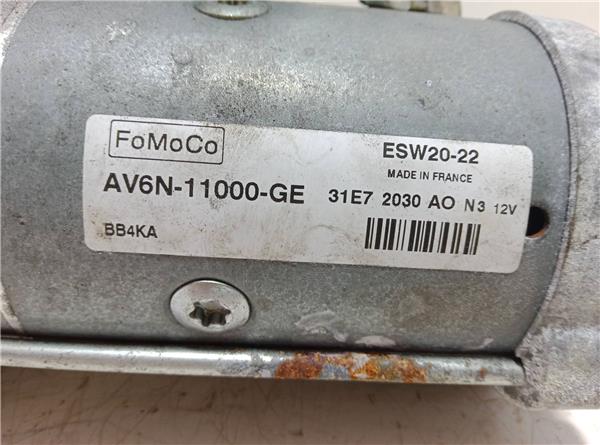 FoMoCo
ESW20-22
MADE IN FRANCE
AV6N-11000-GE 31E7 2030 AO N3 12V
BB4KA